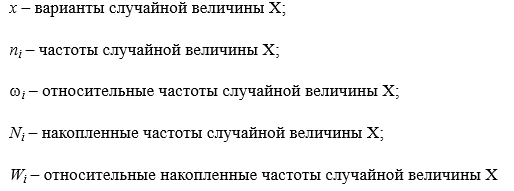 x – варианты случайной величины X;
nᵢ – частоты случайной величины X;
ωᵢ – относительные частоты случайной величины X;
Nᵢ – накопленные частоты случайной величины X;
Wᵢ – относительные накопленные частоты случайной величины X